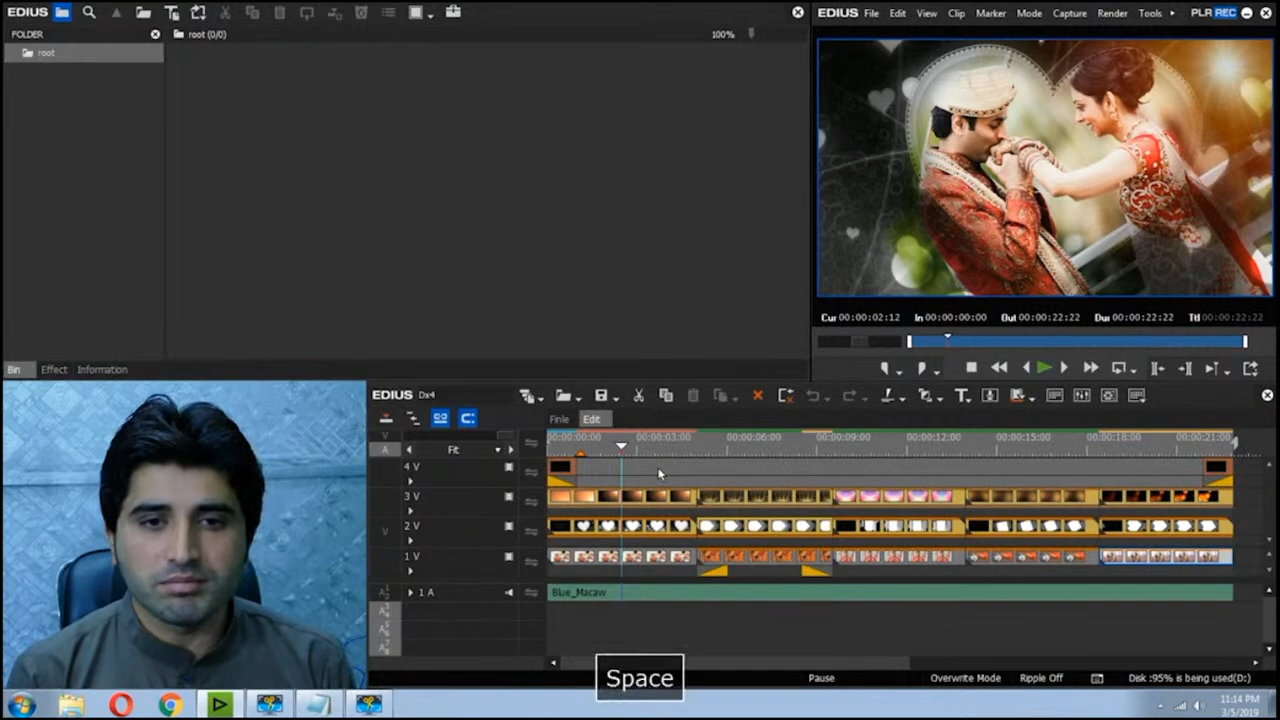 EDIUS
FOLDER
root (0/0)
100%
root
Bin Effect Information
EDIUS File Edit View Clip Marker Mode Capture Render Tools PLR REC
Cur 00:00:02:12 In 00:00:00:00 Out 00:00:22:22 Dur 00:00:22:22 Ttl 00:00:22:22
EDIUS Dx4
Finle Edit
V
A
Fit
00:00:00:00 00:00:03:00 00:00:06:00 00:00:09:00 00:00:12:00 00:00:15:00 00:00:18:00 00:00:21:00
4 V
3 V
V
2 V
1 V
1 A
Blue_Macaw
Space
Pause
Overwrite Mode
Ripple Off
Disk :95% is being used(D:)
11:14 PM
3/5/2019